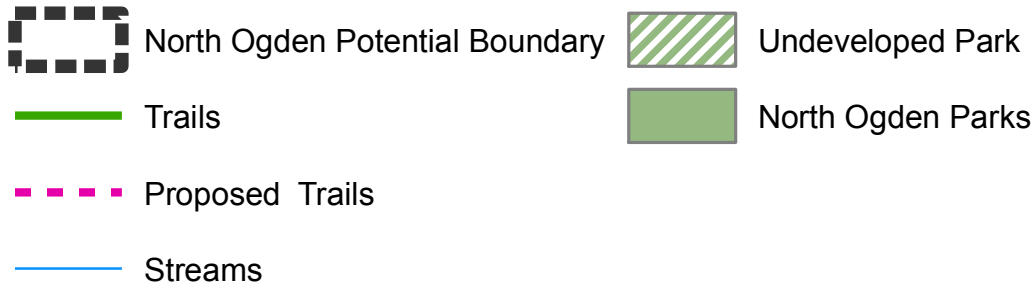 North Ogden Potential Boundary
Trails
Proposed  Trails
Streams
Undeveloped Park
North Ogden Parks